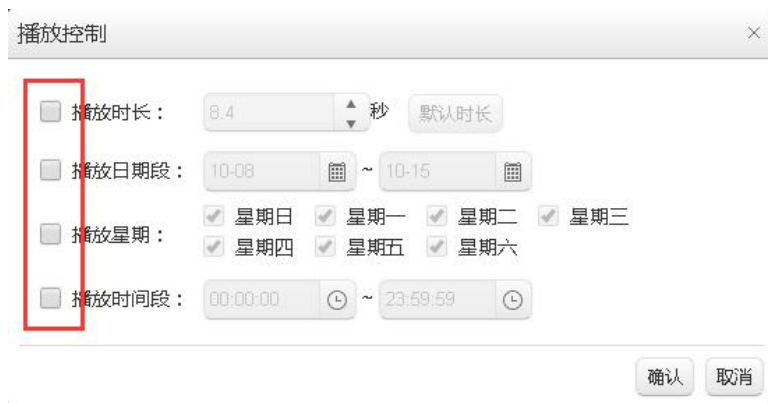 播放控制 ×
播放时长： 8.4 秒 默认时长
播放日期段： 10-08 ~ 10-15
播放星期： 星期日 星期一 星期二 星期三
星期四 星期五 星期六
播放时间段： 00:00:00 ~ 23:59:59
确认 取消